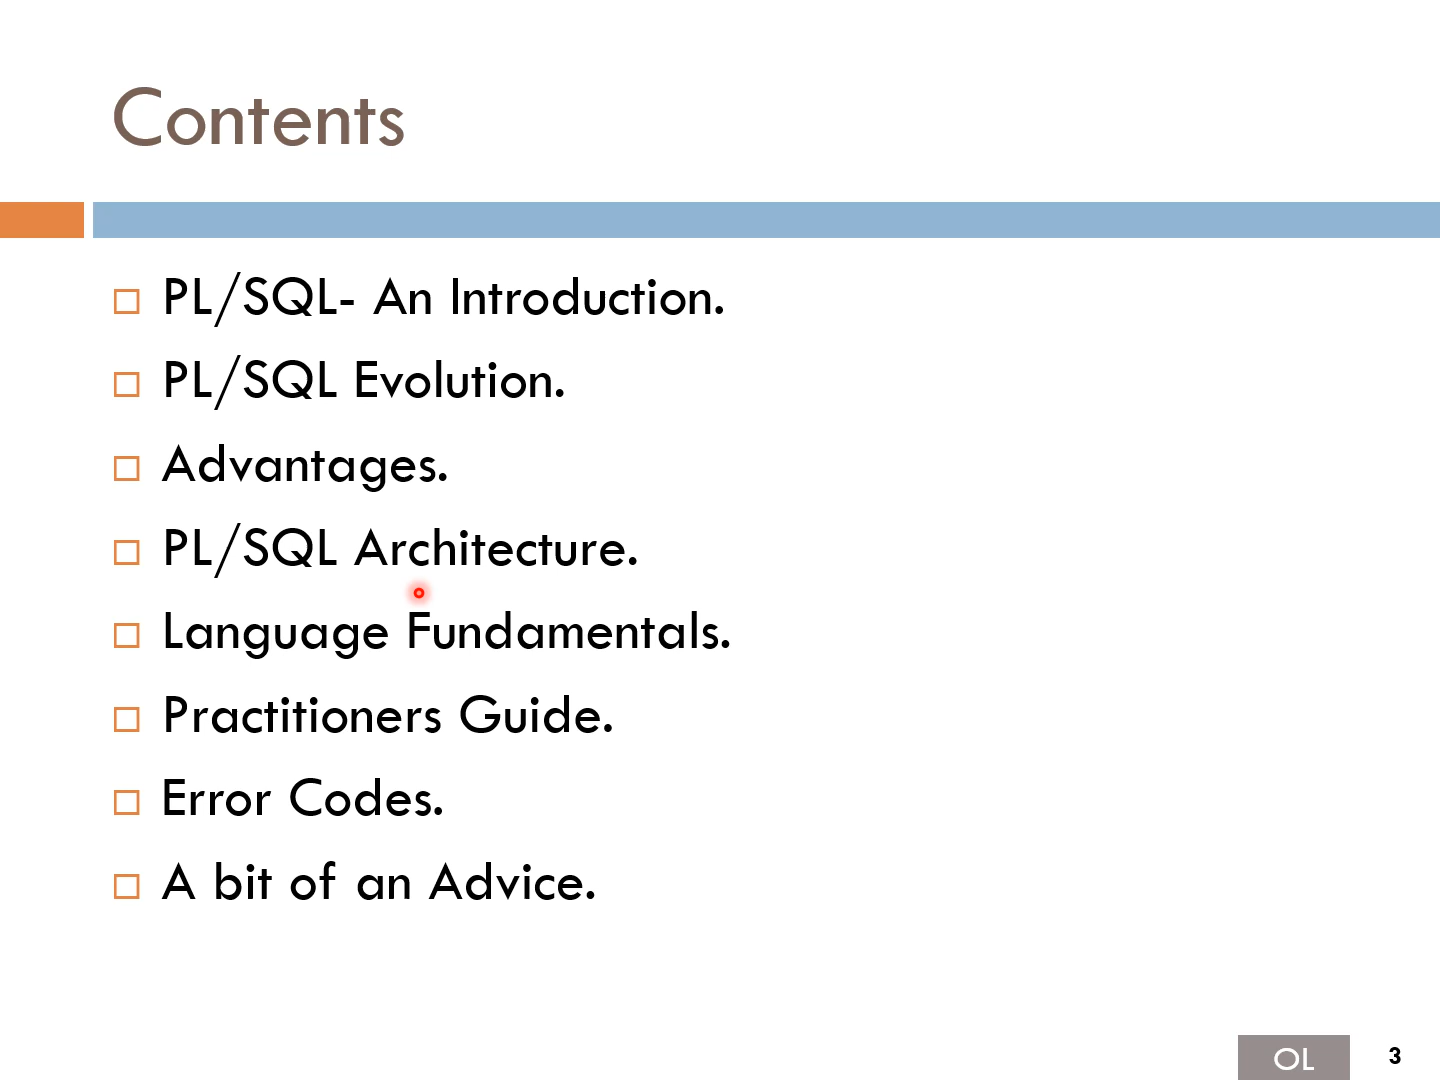 Contents
PL/SQL- An Introduction.
PL/SQL Evolution.
Advantages.
PL/SQL Architecture.
Language Fundamentals.
Practitioners Guide.
Error Codes.
A bit of an Advice.
OL
3